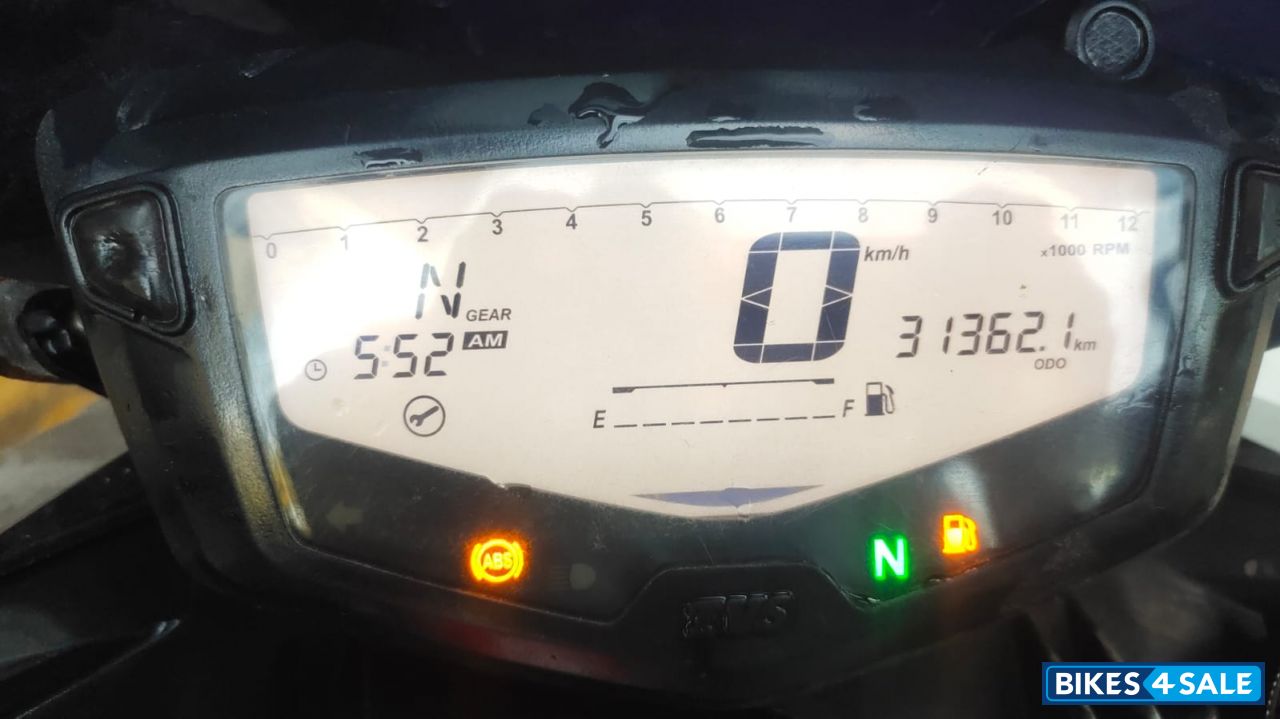 0 1 2 3 4 5 6 7 8 9 10 11 12
x1000 RPM
N GEAR
0 km/h
5:52 AM
31362.1 km
ODO
E F
ABS
N
TVS
BIKES4SALE